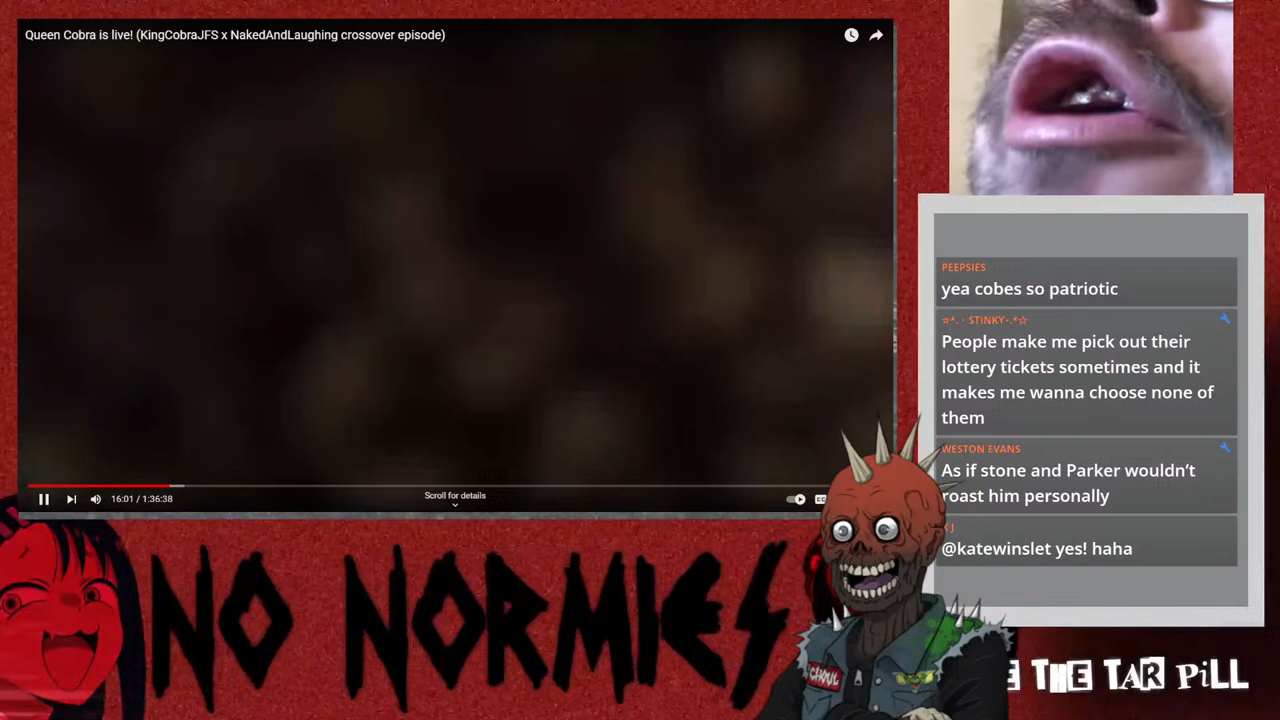 Queen Cobra is live! (KingCobraJFS x NakedAndLaughing crossover episode)
PEEPSIES
yea cobes so patriotic
☆*. · STINKY·.*☆
People make me pick out their
lottery tickets sometimes and it
makes me wanna choose none of
them
WESTON EVANS
As if stone and Parker wouldn't
roast him personally
J
@katewinslet yes! haha
16:01 / 1:36:38
Scroll for details
CC
NO NORMIES
GHOUL
E THE TAR PiLL